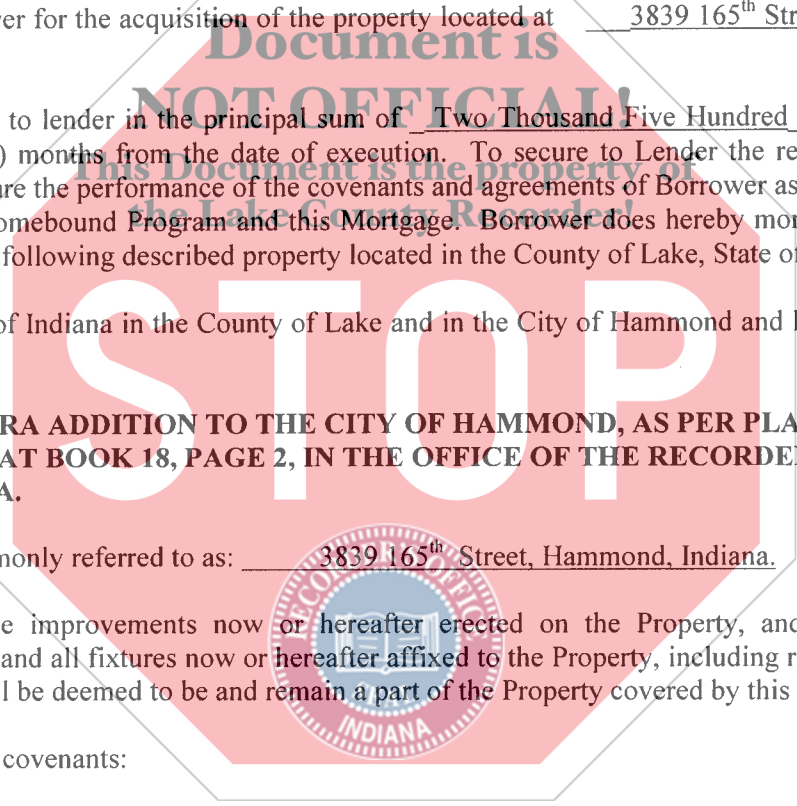 ver for the acquisition of the property located at 3839 165th Str
Document is
NOT OFFICIAL!
to lender in the principal sum of Two Thousand Five Hundred
) months from the date of execution. To secure to Lender the re
This Document is the property of
are the performance of the covenants and agreements of Borrower as
the Lake County Recorder!
omebound Program and this Mortgage. Borrower does hereby mor
following described property located in the County of Lake, State of
STOP
of Indiana in the County of Lake and in the City of Hammond and
RA ADDITION TO THE CITY OF HAMMOND, AS PER PLA
AT BOOK 18, PAGE 2, IN THE OFFICE OF THE RECORDE
A.
monly referred to as: 3839 165th Street, Hammond, Indiana.
RECORDER OFFICE
e improvements now or hereafter erected on the Property, and
and all fixtures now or hereafter affixed to the Property, including r
ll be deemed to be and remain a part of the Property covered by this
INDIANA
covenants: